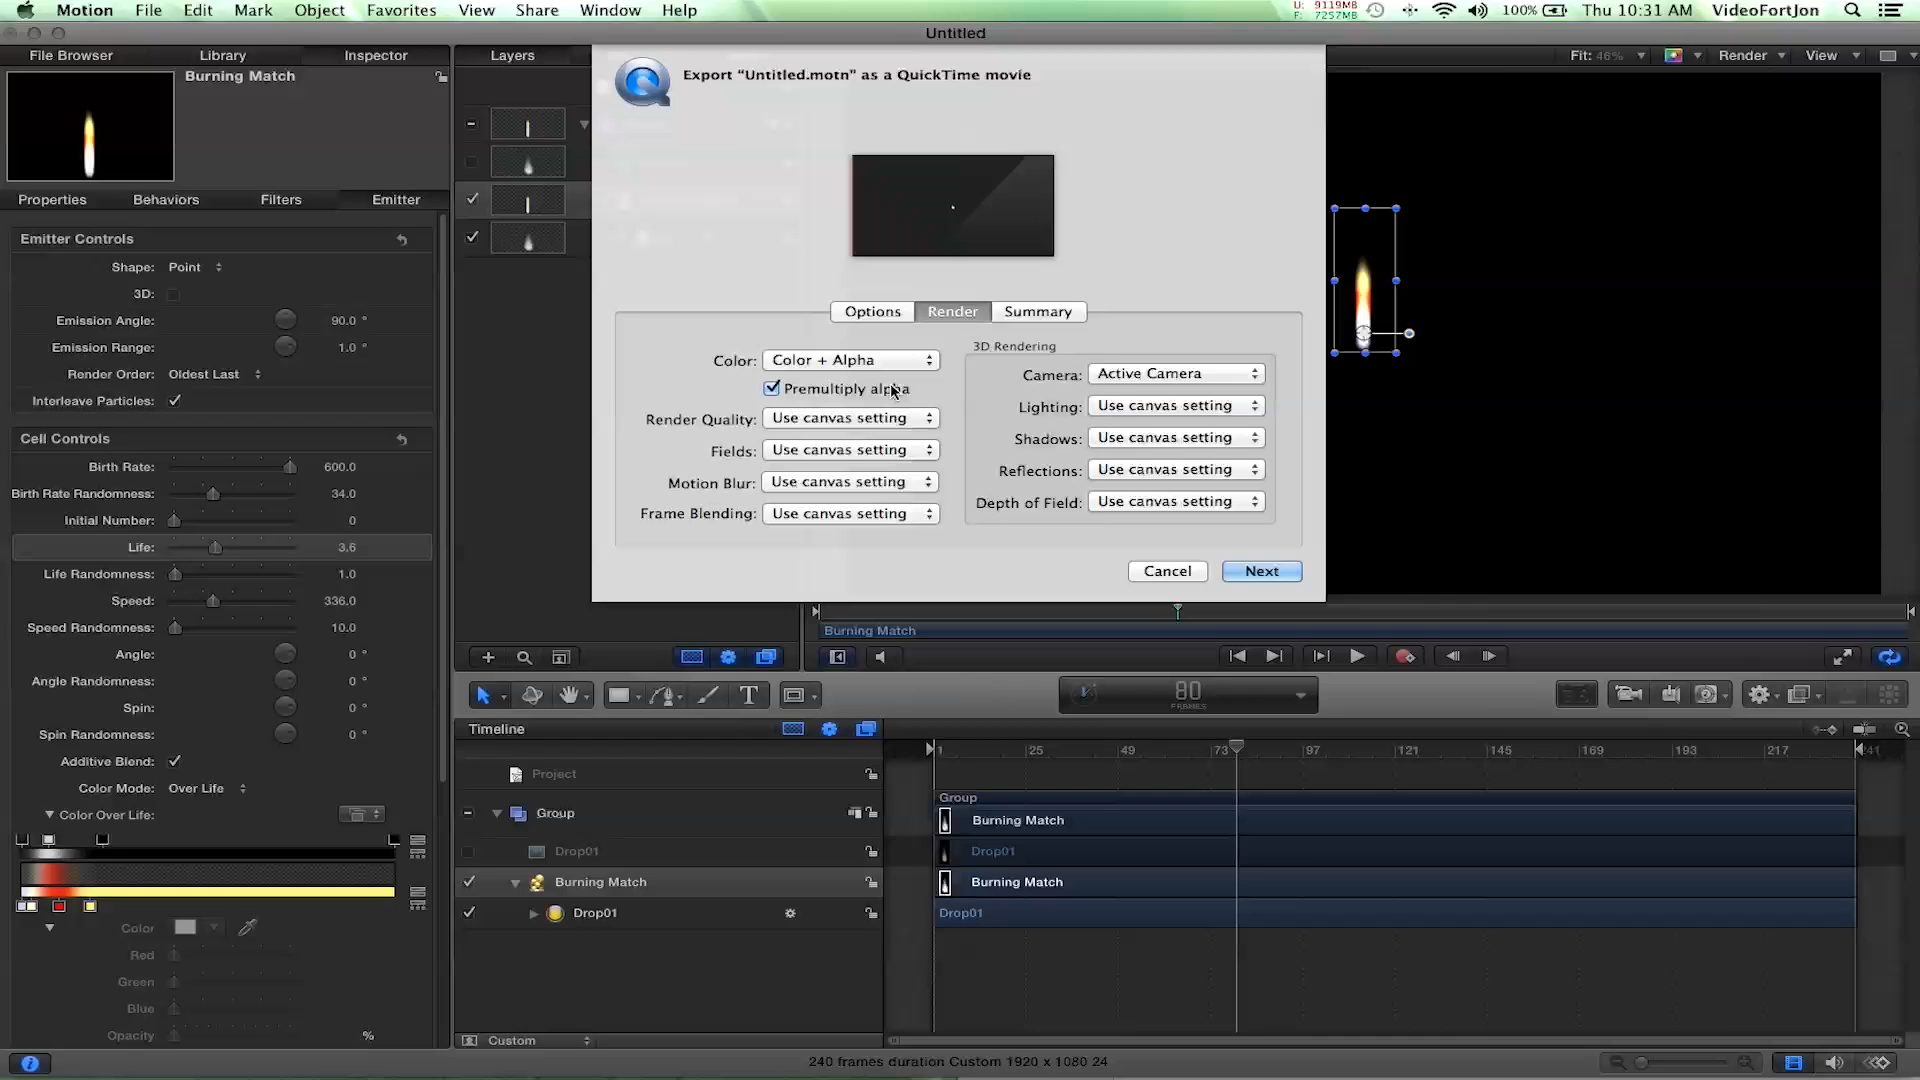 Motion File Edit Mark Object Favorites View Share Window Help
U: 9119MB
F: 7257MB
100% Thu 10:31 AM VideoFortJon
Untitled
File Browser Library Inspector
Layers
Fit: 46% Render View
Burning Match
Properties Behaviors Filters Emitter
Emitter Controls
Shape: Point
3D:
Emission Angle: 90.0 °
Emission Range: 1.0 °
Render Order: Oldest Last
Interleave Particles:
Cell Controls
Birth Rate: 600.0
Birth Rate Randomness: 34.0
Initial Number: 0
Life: 3.6
Life Randomness: 1.0
Speed: 336.0
Speed Randomness: 10.0
Angle: 0 °
Angle Randomness: 0 °
Spin: 0 °
Spin Randomness: 0 °
Additive Blend:
Color Mode: Over Life
Color Over Life:
Color
Red
Green
Blue
Opacity %
Export "Untitled.motn" as a QuickTime movie
Options Render Summary
Color: Color + Alpha
Premultiply alpha
Render Quality: Use canvas setting
Fields: Use canvas setting
Motion Blur: Use canvas setting
Frame Blending: Use canvas setting
3D Rendering
Camera: Active Camera
Lighting: Use canvas setting
Shadows: Use canvas setting
Reflections: Use canvas setting
Depth of Field: Use canvas setting
Cancel Next
Burning Match
T
80
FRAMES
Timeline
1 25 49 73 97 121 145 169 193 217 241
Project
Group
Drop01
Burning Match
Drop01
Group
Burning Match
Drop01
Burning Match
Drop01
Custom
240 frames duration Custom 1920 x 1080 24